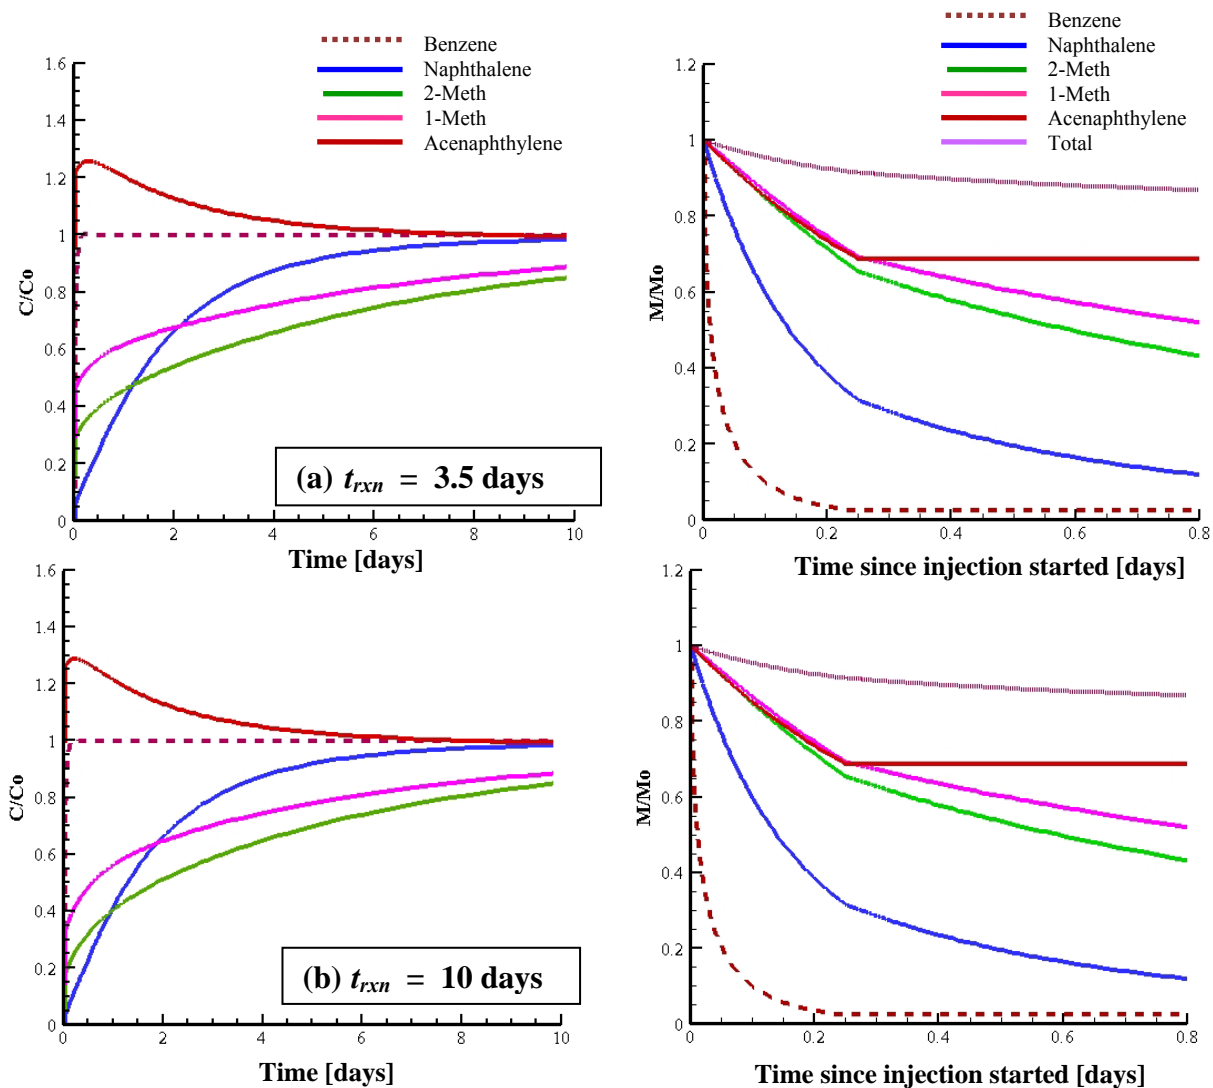 Benzene
Naphthalene
2-Meth
1-Meth
Acenaphthylene
1.6
1.4
1.2
1
0.8
0.6
0.4
0.2
0
C/Co
0
2
4
6
8
10
Time [days]
(a) trxn = 3.5 days
Benzene
Naphthalene
2-Meth
1-Meth
Acenaphthylene
Total
1.2
1
0.8
0.6
0.4
0.2
0
M/Mo
0
0.2
0.4
0.6
0.8
Time since injection started [days]
1.6
1.4
1.2
1
0.8
0.6
0.4
0.2
0
C/Co
0
2
4
6
8
10
Time [days]
(b) trxn = 10 days
1.2
1
0.8
0.6
0.4
0.2
0
M/Mo
0
0.2
0.4
0.6
0.8
Time since injection started [days]